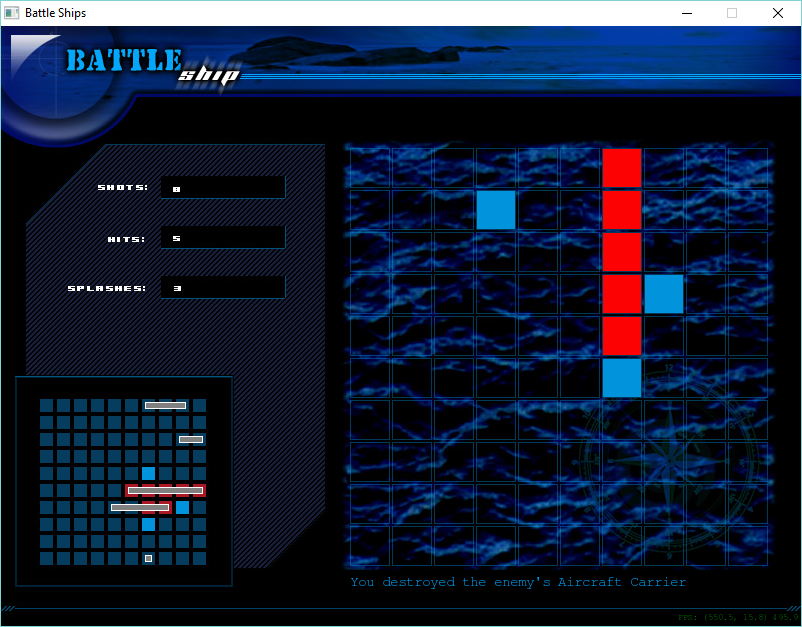 Battle Ships
BATTLE
ship
SHOTS: 8
HITS: 5
SPLASHES: 3
You destroyed the enemy's Aircraft Carrier